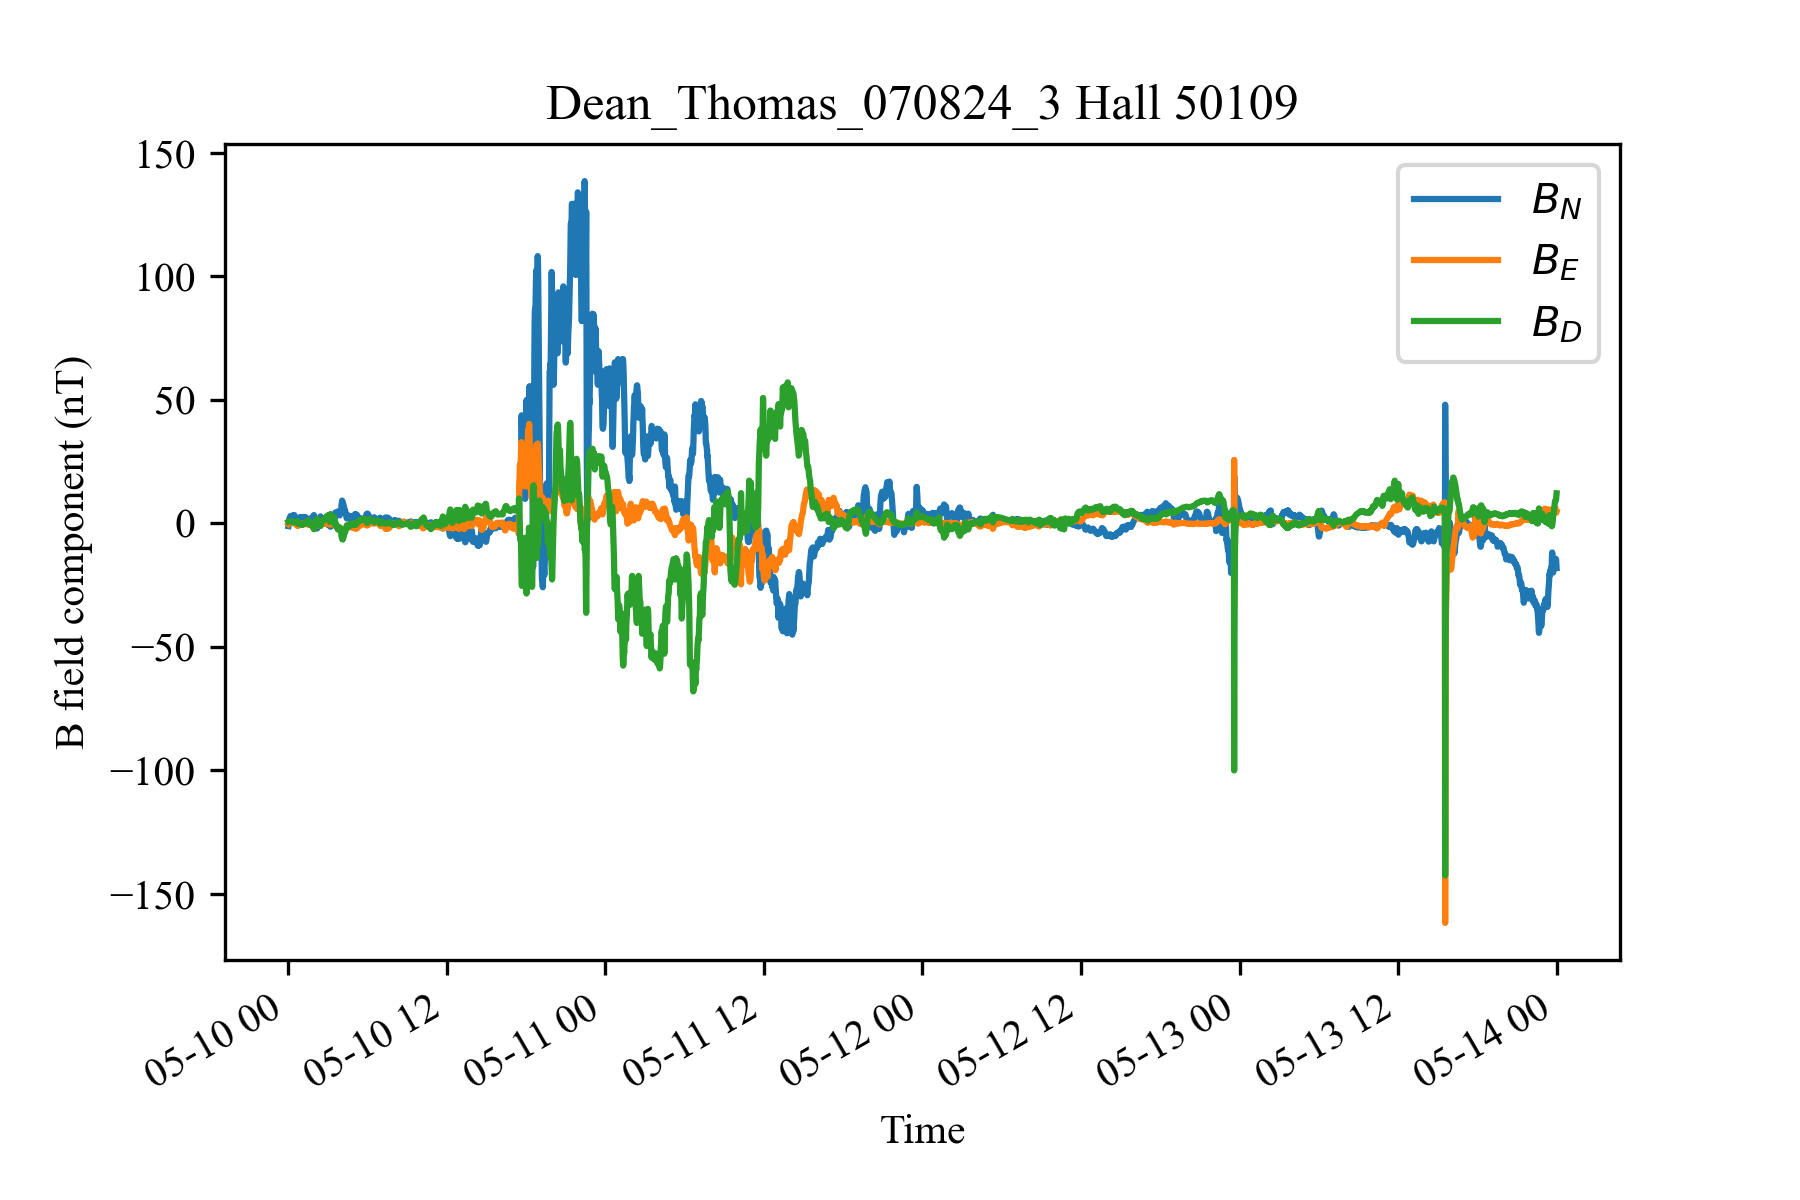 Dean_Thomas_070824_3 Hall 50109
B_N
B_E
B_D
B field component (nT)
150
100
50
0
−50
−100
−150
05-10 00
05-10 12
05-11 00
05-11 12
05-12 00
05-12 12
05-13 00
05-13 12
05-14 00
Time